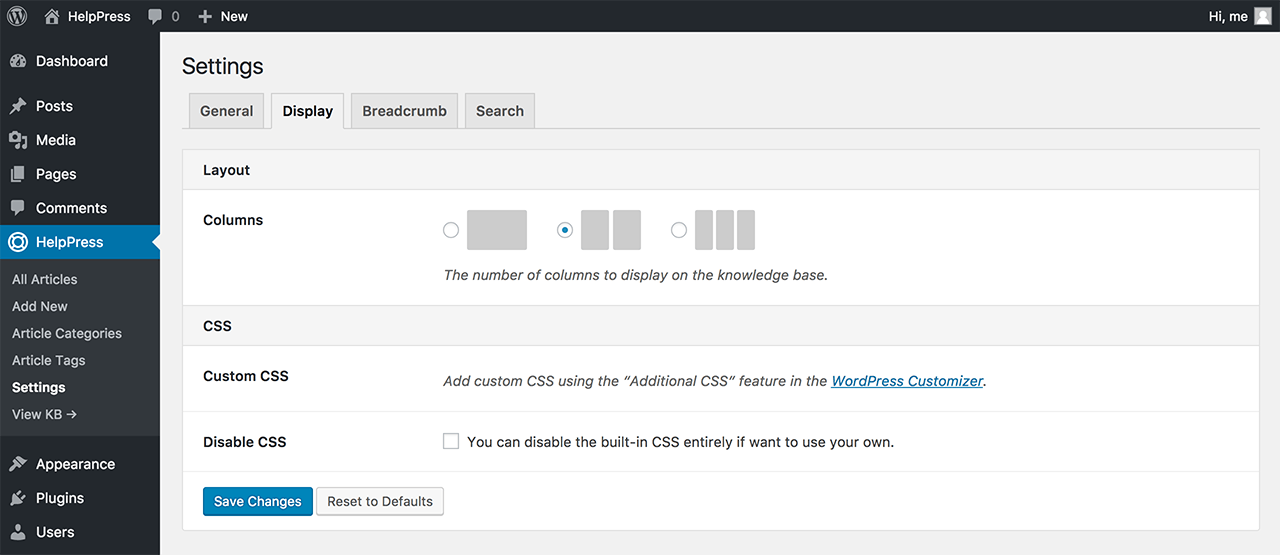 HelpPress 0 New Hi, me
Dashboard
Posts
Media
Pages
Comments
HelpPress
All Articles
Add New
Article Categories
Article Tags
Settings
View KB →
Appearance
Plugins
Users
Settings
General Display Breadcrumb Search
Layout
Columns
The number of columns to display on the knowledge base.
CSS
Custom CSS Add custom CSS using the “Additional CSS” feature in the WordPress Customizer.
Disable CSS You can disable the built-in CSS entirely if want to use your own.
Save Changes Reset to Defaults